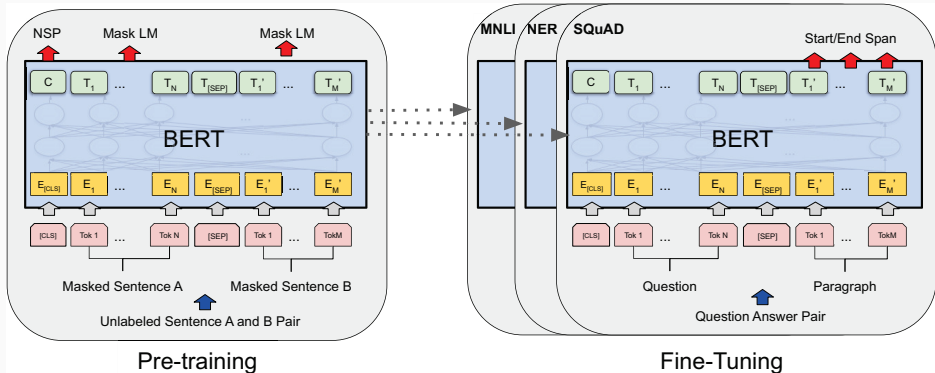 NSP Mask LM Mask LM
C T1 ... TN T[SEP] T1' ... TM'
BERT
E[CLS] E1 ... EN E[SEP] E1' ... EM'
[CLS] Tok 1 ... Tok N [SEP] Tok 1 ... TokM
Masked Sentence A Masked Sentence B
Unlabeled Sentence A and B Pair
Pre-training
MNLI NER SQuAD
Start/End Span
C T1 ... TN T[SEP] T1' ... TM'
BERT
E[CLS] E1 ... EN E[SEP] E1' ... EM'
[CLS] Tok 1 ... Tok N [SEP] Tok 1 ... TokM
Question Paragraph
Question Answer Pair
Fine-Tuning